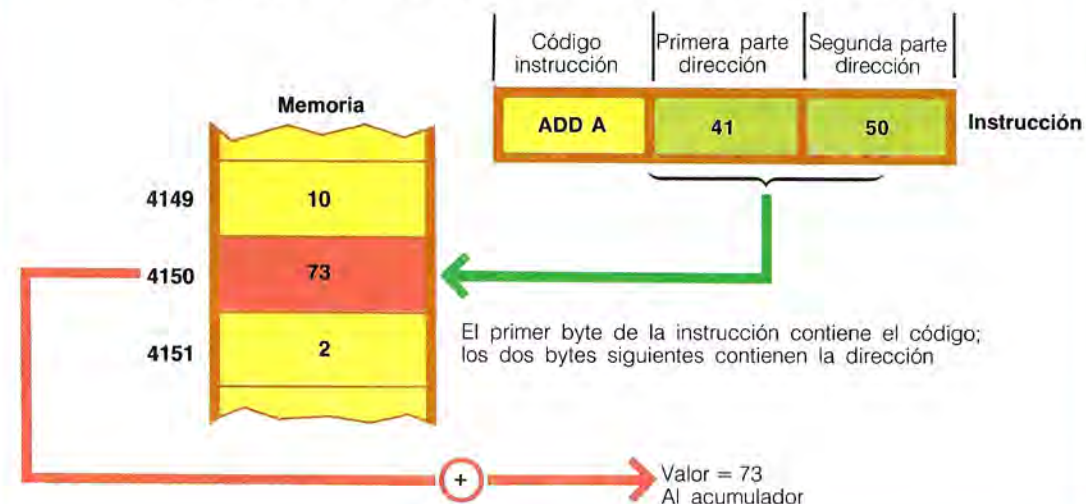 Código
instrucción
Primera parte
dirección
Segunda parte
dirección
ADD A
41
50
Instrucción
Memoria
4149
10
4150
73
4151
2
El primer byte de la instrucción contiene el código;
los dos bytes siguientes contienen la dirección
+
Valor = 73
Al acumulador